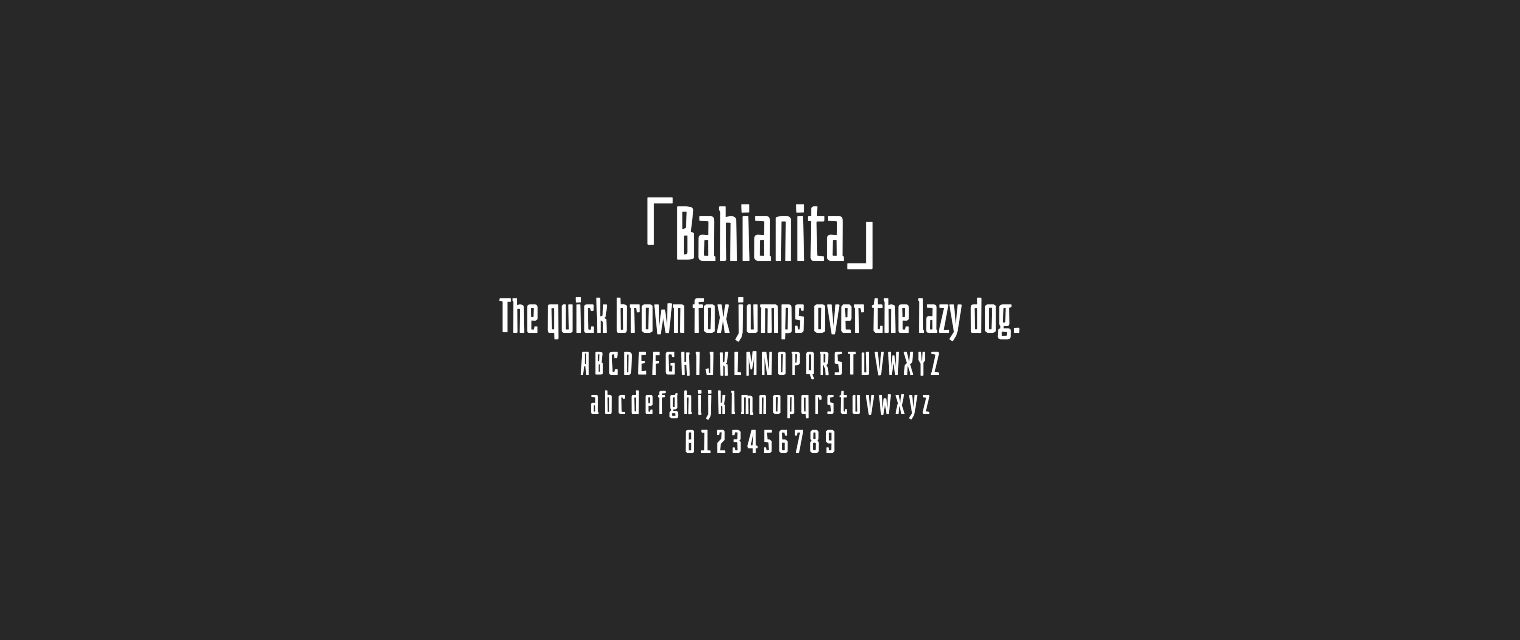 「Bahianita」
The quick brown fox jumps over the lazy dog.
ABCDEFGHIJKLMNOPQRSTUVWXYZ
abcdefghijklmnopqrstuvwxyz
0123456789